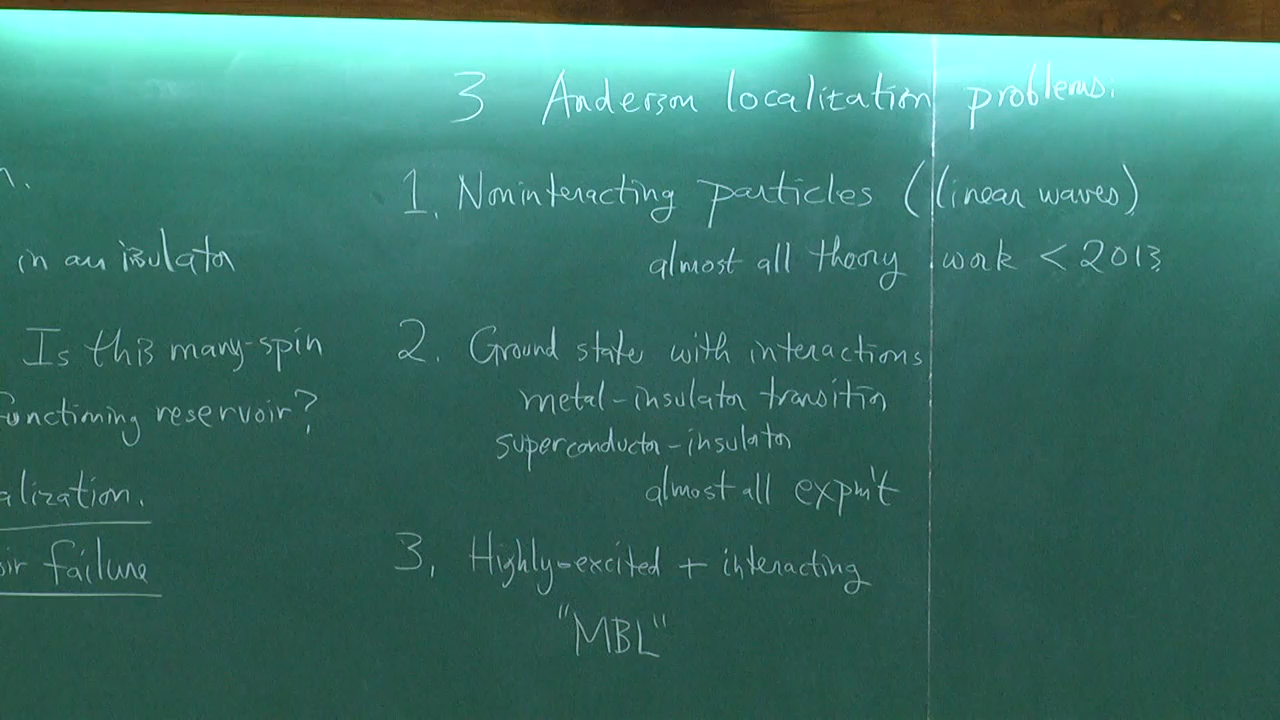 n.
in an insulator
Is this many-spin
functioning reservoir?
alization.
oir failure
3 Anderson localization problems:
1. Noninteracting particles (linear waves)
almost all theory work < 2013
2. Ground state with interactions
metal-insulator transition
superconductor-insulator
almost all expm't
3. Highly-excited + interacting
"MBL"